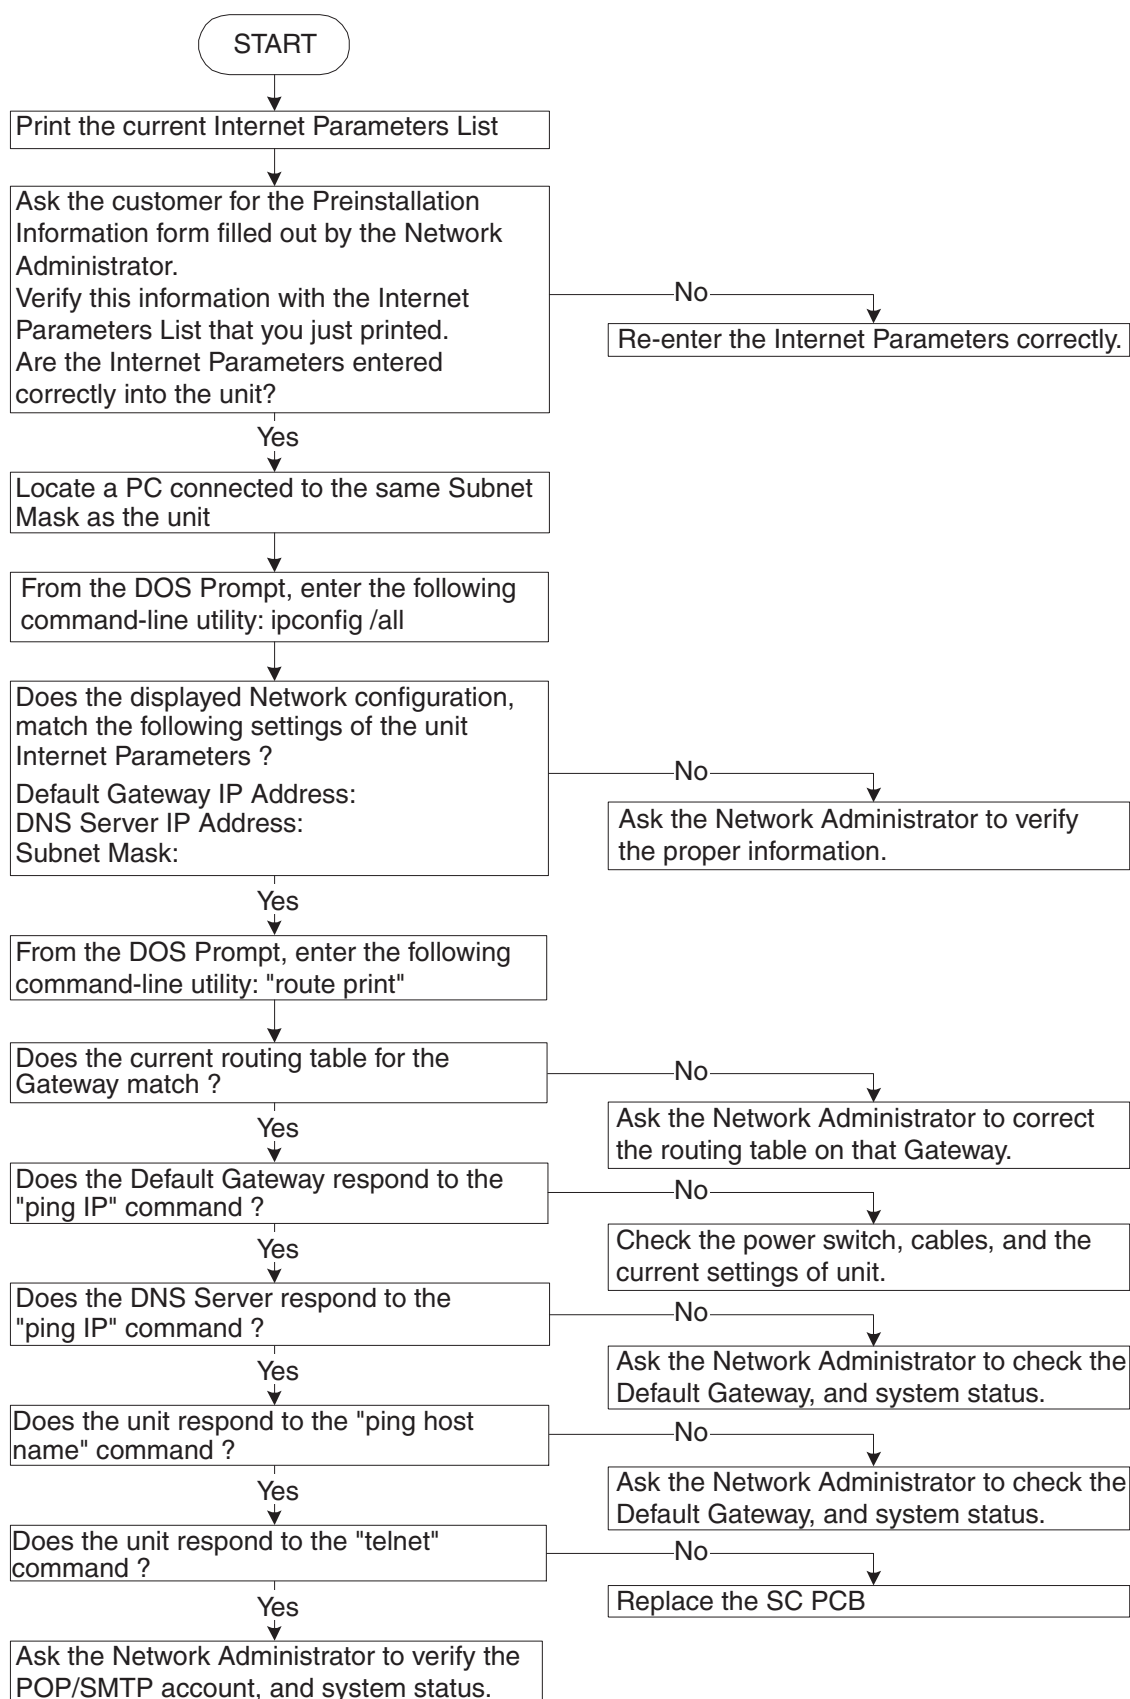 START
Print the current Internet Parameters List
Ask the customer for the Preinstallation
Information form filled out by the Network
Administrator.
Verify this information with the Internet
Parameters List that you just printed.
Are the Internet Parameters entered
correctly into the unit?
No
Re-enter the Internet Parameters correctly.
Yes
Locate a PC connected to the same Subnet
Mask as the unit
From the DOS Prompt, enter the following
command-line utility: ipconfig /all
Does the displayed Network configuration,
match the following settings of the unit
Internet Parameters ?
Default Gateway IP Address:
DNS Server IP Address:
Subnet Mask:
No
Ask the Network Administrator to verify
the proper information.
Yes
From the DOS Prompt, enter the following
command-line utility: "route print"
Does the current routing table for the
Gateway match ?
No
Ask the Network Administrator to correct
the routing table on that Gateway.
Yes
Does the Default Gateway respond to the
"ping IP" command ?
No
Check the power switch, cables, and the
current settings of unit.
Yes
Does the DNS Server respond to the
"ping IP" command ?
No
Ask the Network Administrator to check the
Default Gateway, and system status.
Yes
Does the unit respond to the "ping host
name" command ?
No
Ask the Network Administrator to check the
Default Gateway, and system status.
Yes
Does the unit respond to the "telnet"
command ?
No
Replace the SC PCB
Yes
Ask the Network Administrator to verify the
POP/SMTP account, and system status.